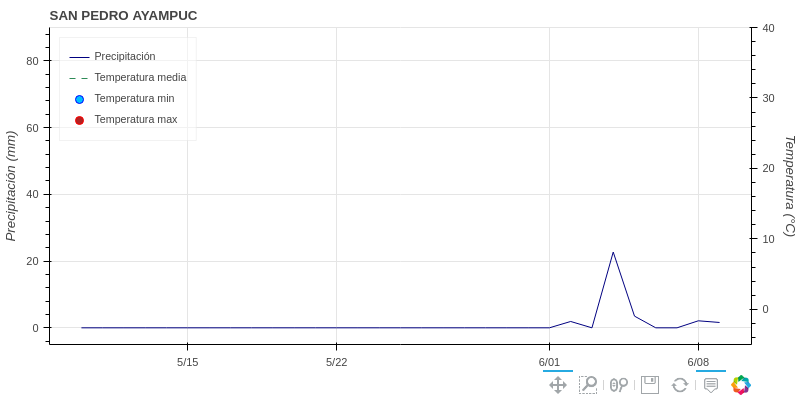 SAN PEDRO AYAMPUC
Precipitación
Temperatura media
Temperatura min
Temperatura max
Precipitación (mm)
80
60
40
20
0
Temperatura (°C)
40
30
20
10
0
5/15
5/22
6/01
6/08